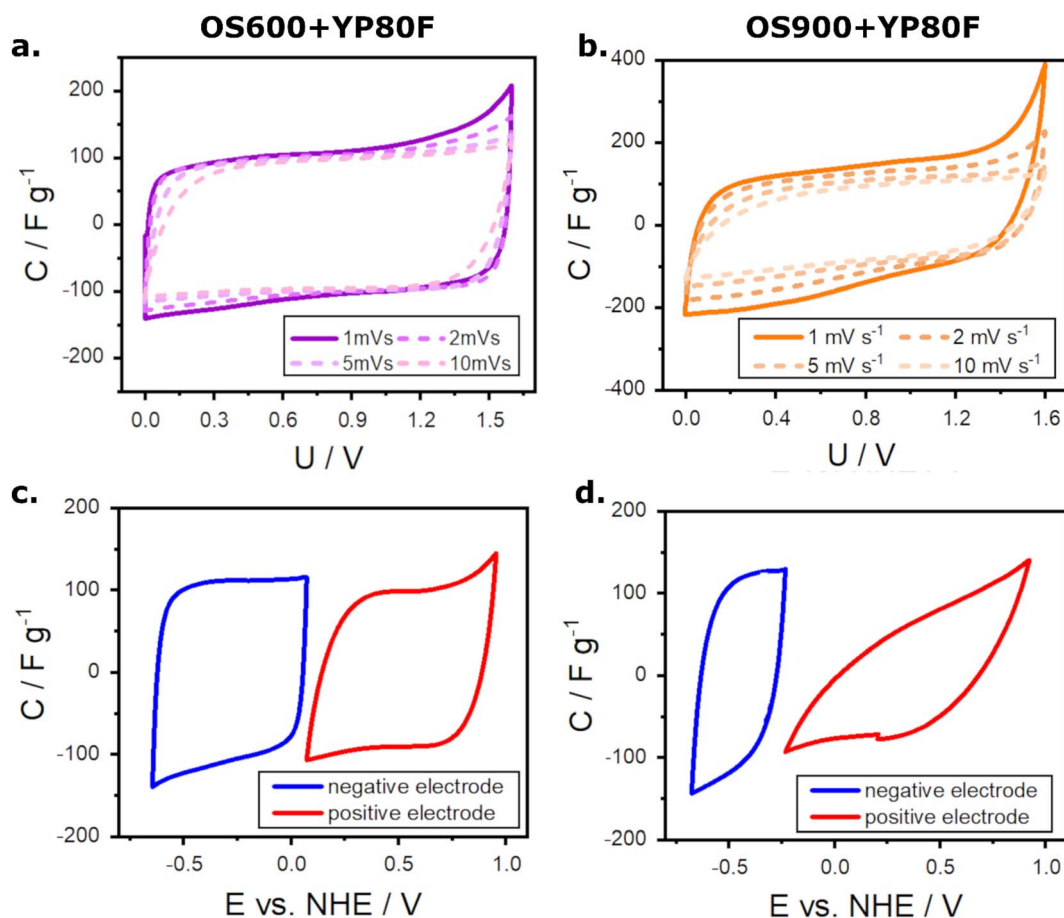 OS600+YP80F
OS900+YP80F
a.
b.
C / F g⁻¹
200
100
0
-100
-200
1mVs 2mVs
5mVs 10mVs
0.0 0.3 0.6 0.9 1.2 1.5
U / V
C / F g⁻¹
400
200
0
-200
-400
1 mV s⁻¹ 2 mV s⁻¹
5 mV s⁻¹ 10 mV s⁻¹
0.0 0.4 0.8 1.2 1.6
U / V
c.
d.
C / F g⁻¹
200
100
0
-100
-200
negative electrode
positive electrode
-0.5 0.0 0.5 1.0
E vs. NHE / V
C / F g⁻¹
200
100
0
-100
-200
negative electrode
positive electrode
-0.5 0.0 0.5 1.0
E vs. NHE / V